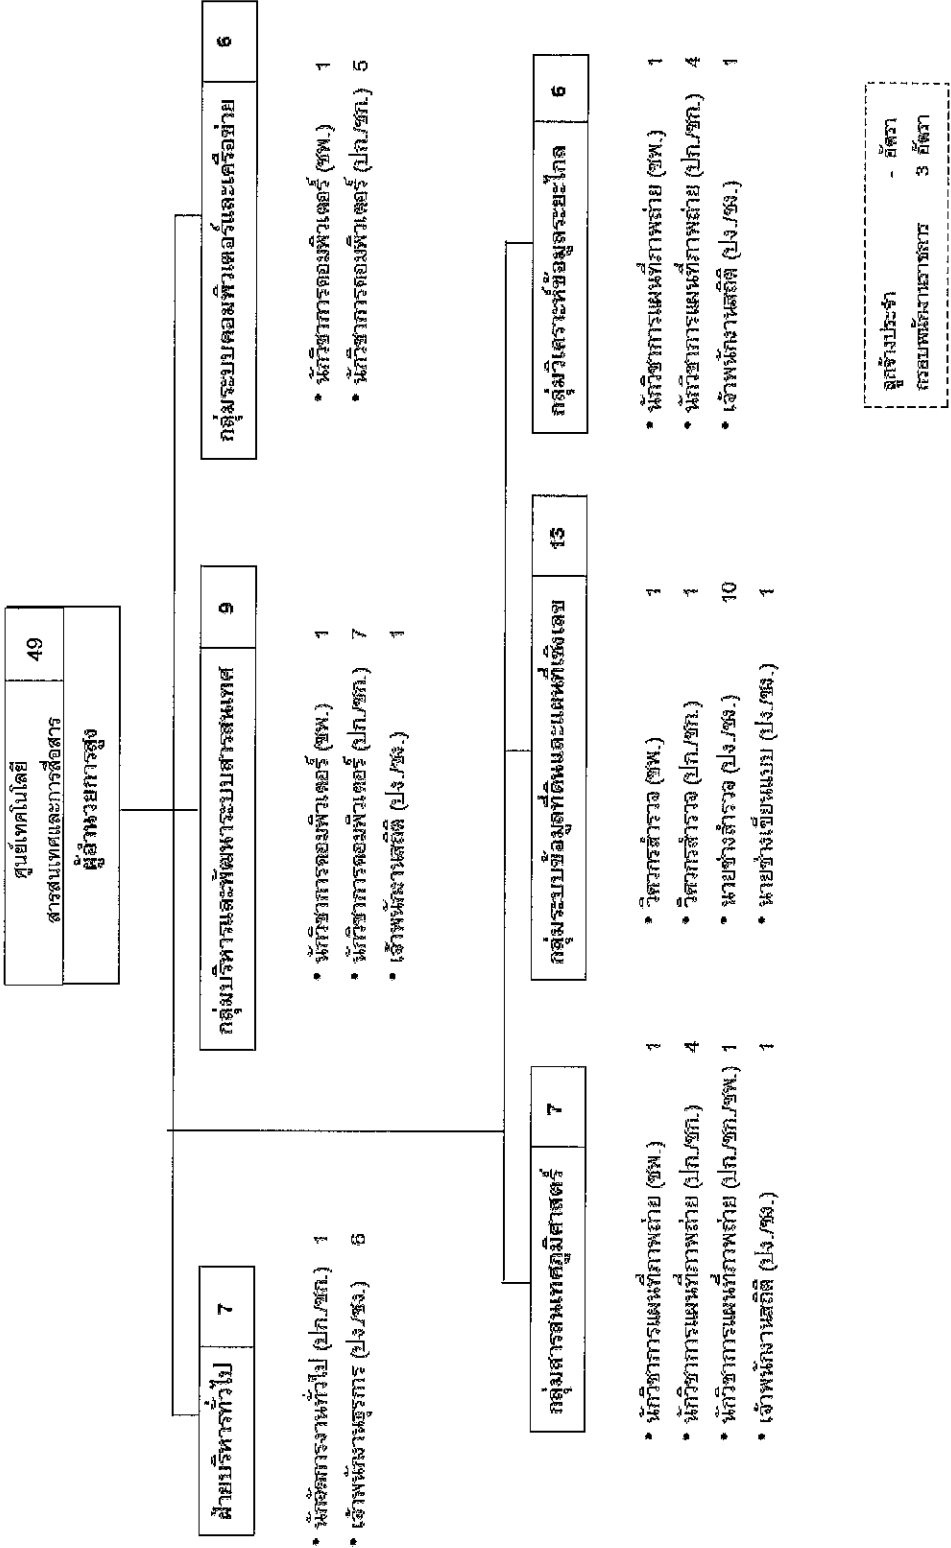 ศูนย์เทคโนโลยี
สารสนเทศและการสื่อสาร
49
ผู้อำนวยการสูง
ฝ่ายบริหารทั่วไป 7
• นักจัดการงานทั่วไป (ปก./ชก.) 1
• เจ้าพนักงานธุรการ (ปง./ชง.) 6
กลุ่มบริหารและพัฒนาระบบสารสนเทศ 9
• นักวิชาการคอมพิวเตอร์ (ชพ.) 1
• นักวิชาการคอมพิวเตอร์ (ปก./ชก.) 7
• เจ้าพนักงานสถิติ (ปง./ชง.) 1
กลุ่มระบบคอมพิวเตอร์และเครือข่าย 6
• นักวิชาการคอมพิวเตอร์ (ชพ.) 1
• นักวิชาการคอมพิวเตอร์ (ปก./ชก.) 5
กลุ่มสารสนเทศภูมิศาสตร์ 7
• นักวิชาการแผนที่ภาพถ่าย (ชพ.) 1
• นักวิชาการแผนที่ภาพถ่าย (ปก./ชก.) 4
• นักวิชาการแผนที่ภาพถ่าย (ปก./ชก./ชพ.) 1
• เจ้าพนักงานสถิติ (ปง./ชง.) 1
กลุ่มระบบข้อมูลที่ดินและแผนที่เชิงเลข 13
• วิศวกรสำรวจ (ชพ.) 1
• วิศวกรสำรวจ (ปก./ชก.) 1
• นายช่างสำรวจ (ปง./ชง.) 10
• นายช่างเขียนแบบ (ปง./ชง.) 1
กลุ่มวิเคราะห์ข้อมูลระยะไกล 6
• นักวิชาการแผนที่ภาพถ่าย (ชพ.) 1
• นักวิชาการแผนที่ภาพถ่าย (ปก./ชก.) 4
• เจ้าพนักงานสถิติ (ปง./ชง.) 1
ลูกจ้างประจำ - อัตรา
กรอบพนักงานราชการ 3 อัตรา